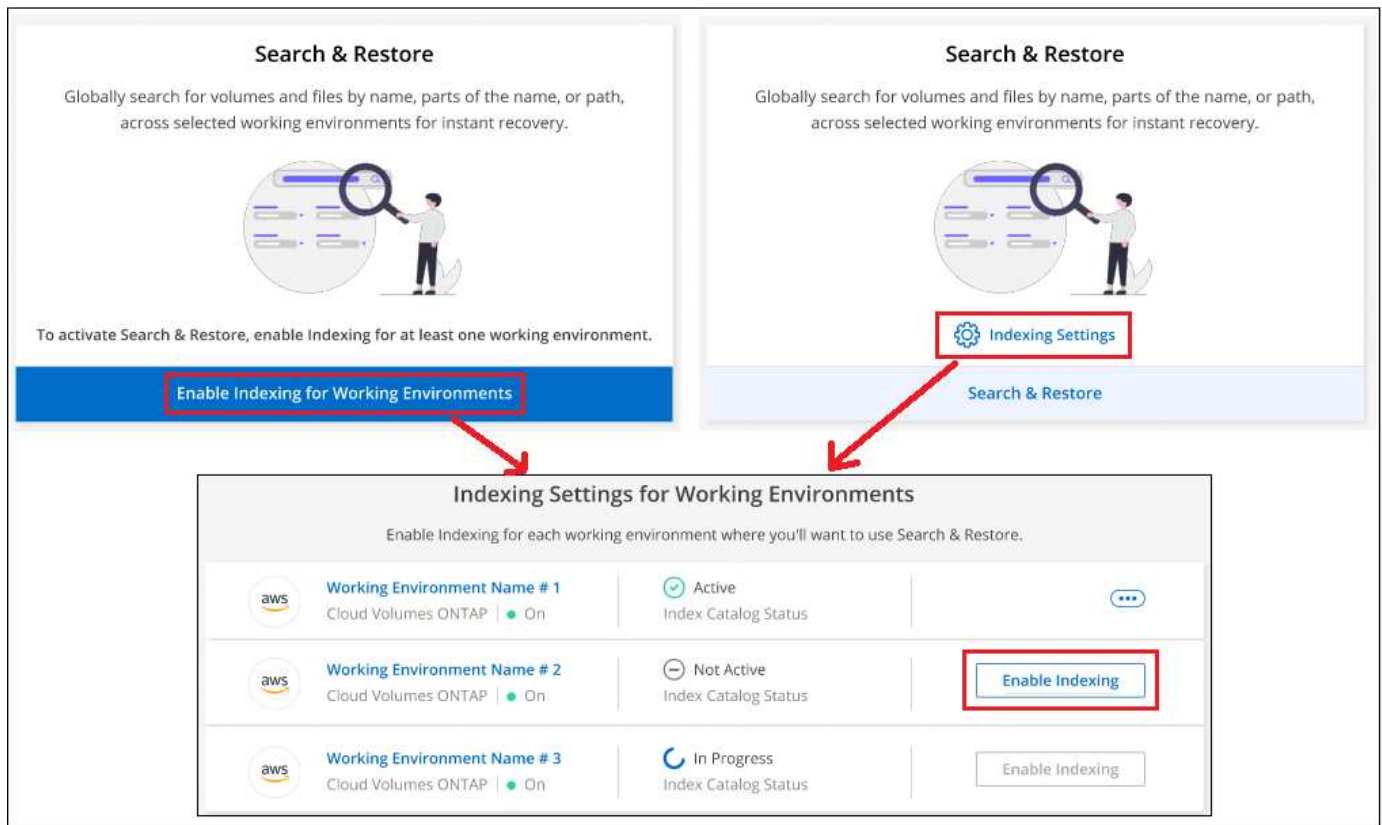 Search & Restore
Globally search for volumes and files by name, parts of the name, or path,
across selected working environments for instant recovery.
To activate Search & Restore, enable Indexing for at least one working environment.
Enable Indexing for Working Environments
Search & Restore
Globally search for volumes and files by name, parts of the name, or path,
across selected working environments for instant recovery.
Indexing Settings
Search & Restore
Indexing Settings for Working Environments
Enable Indexing for each working environment where you'll want to use Search & Restore.
aws
Working Environment Name # 1
Cloud Volumes ONTAP | On
Active
Index Catalog Status
aws
Working Environment Name # 2
Cloud Volumes ONTAP | On
Not Active
Index Catalog Status
Enable Indexing
aws
Working Environment Name # 3
Cloud Volumes ONTAP | On
In Progress
Index Catalog Status
Enable Indexing